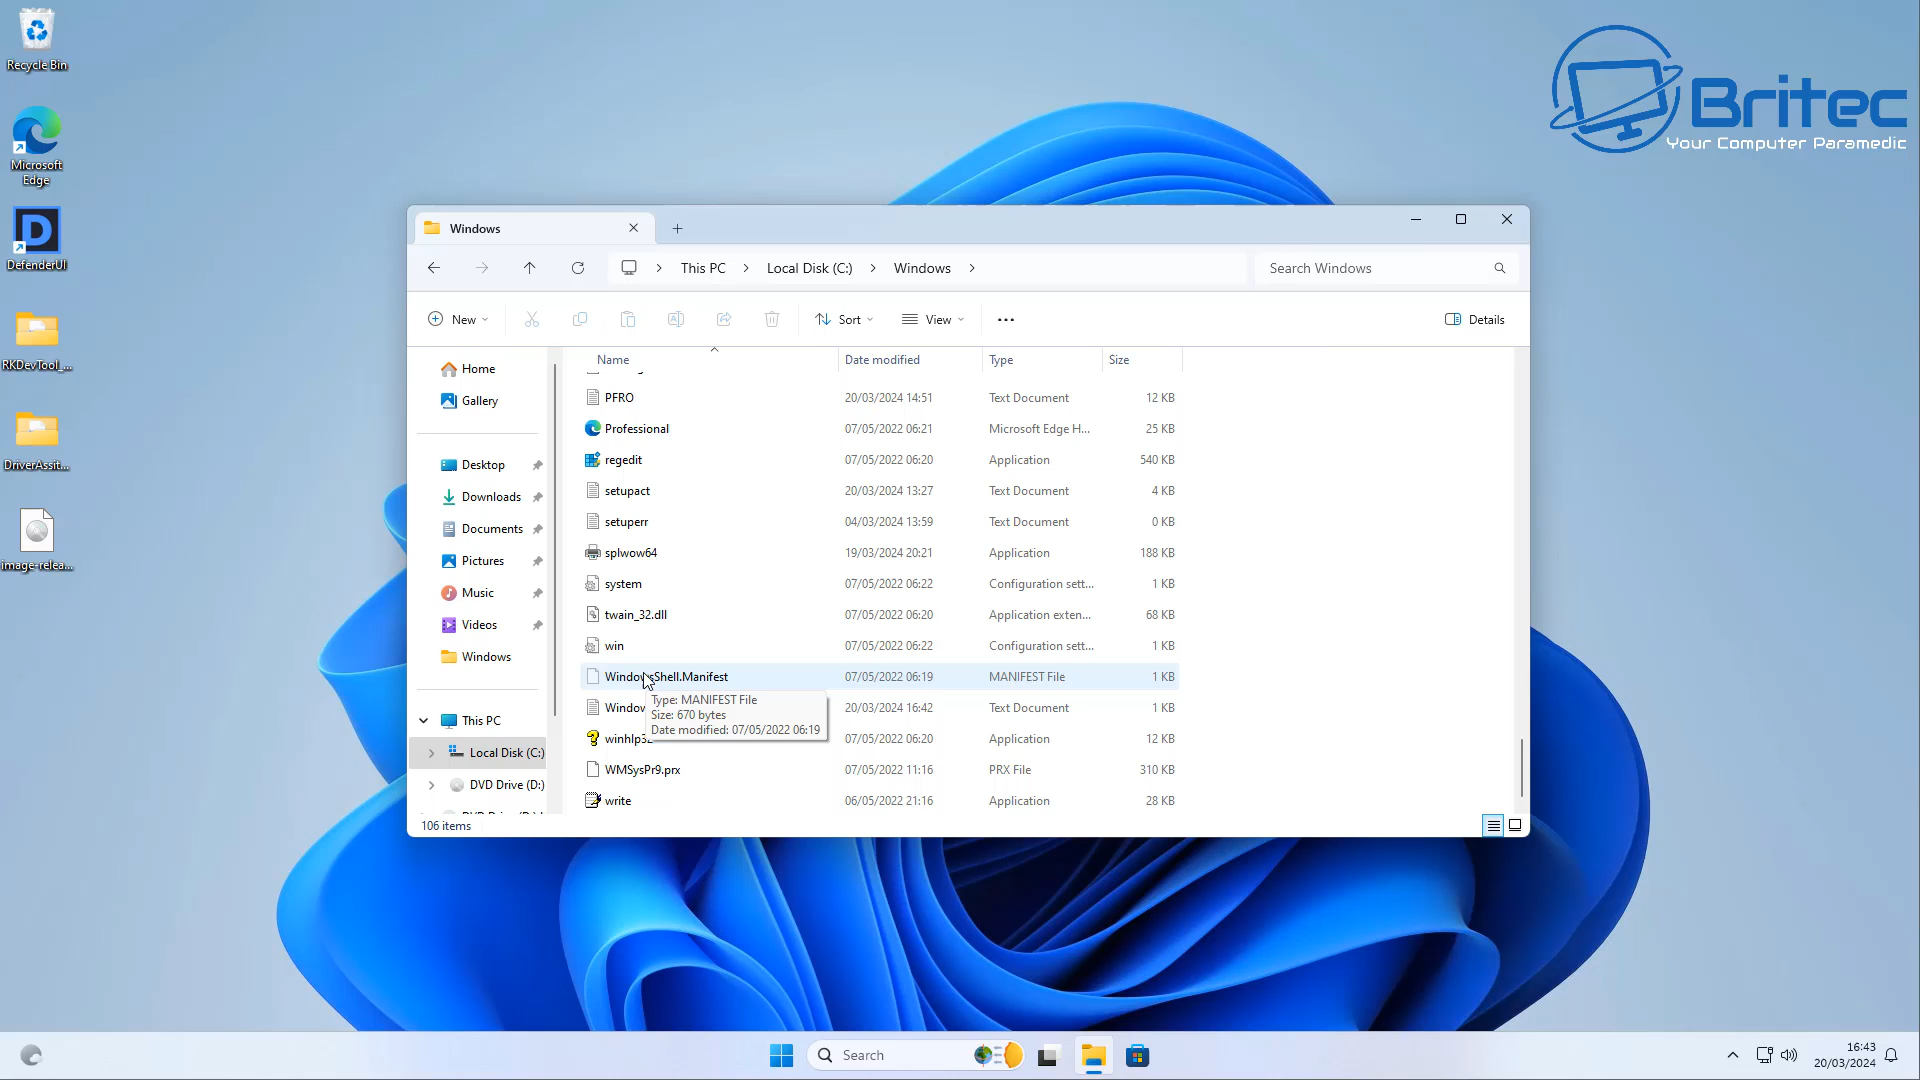 Recycle Bin
Microsoft
Edge
DefenderUI
RKDevTool_...
DriverAssit...
image-relea...
Britec
Your Computer Paramedic
Windows
This PC
Local Disk (C:)
Windows
Search Windows
New
Sort
View
Details
Home
Gallery
Desktop
Downloads
Documents
Pictures
Music
Videos
Windows
This PC
Local Disk (C:)
DVD Drive (D:)
Name Date modified Type Size
PFRO 20/03/2024 14:51 Text Document 12 KB
Professional 07/05/2022 06:21 Microsoft Edge H... 25 KB
regedit 07/05/2022 06:20 Application 540 KB
setupact 20/03/2024 13:27 Text Document 4 KB
setuperr 04/03/2024 13:59 Text Document 0 KB
splwow64 19/03/2024 20:21 Application 188 KB
system 07/05/2022 06:22 Configuration sett... 1 KB
twain_32.dll 07/05/2022 06:20 Application exten... 68 KB
win 07/05/2022 06:22 Configuration sett... 1 KB
WindowsShell.Manifest 07/05/2022 06:19 MANIFEST File 1 KB
20/03/2024 16:42 Text Document 1 KB
winhlp32 07/05/2022 06:20 Application 12 KB
WMSysPr9.prx 07/05/2022 11:16 PRX File 310 KB
write 06/05/2022 21:16 Application 28 KB
Type: MANIFEST File
Size: 670 bytes
Date modified: 07/05/2022 06:19
106 items
Search
16:43
20/03/2024